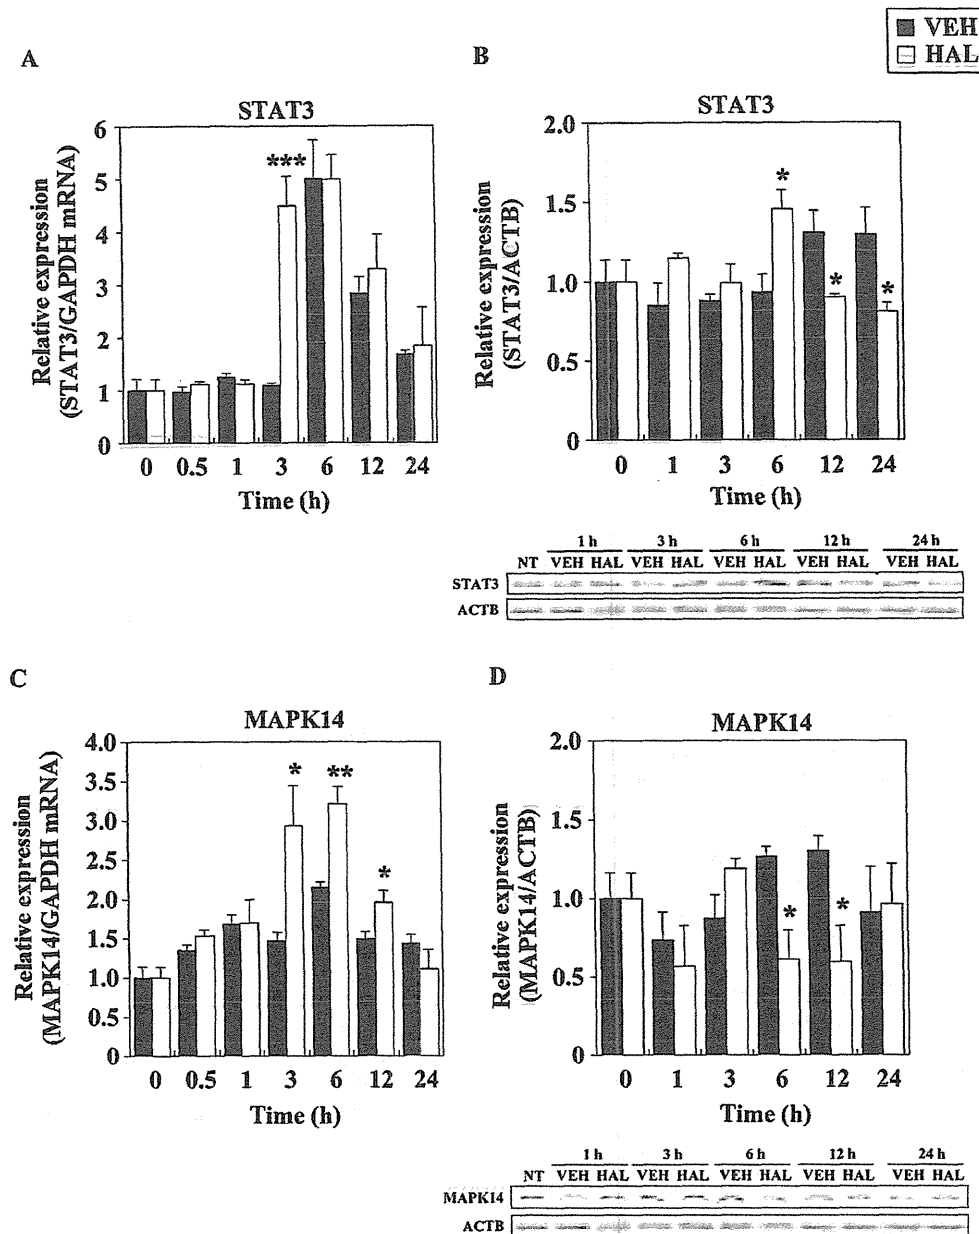 VEH
HAL
A
STAT3
Relative expression
(STAT3/GAPDH mRNA)
6
5
4
3
2
1
0
***
0 0.5 1 3 6 12 24
Time (h)
B
STAT3
Relative expression
(STAT3/ACTB)
2.0
1.5
1.0
0.5
0
*
*
*
0 1 3 6 12 24
Time (h)
1 h 3 h 6 h 12 h 24 h
NT VEH HAL VEH HAL VEH HAL VEH HAL VEH HAL
STAT3
ACTB
C
MAPK14
Relative expression
(MAPK14/GAPDH mRNA)
4.0
3.5
3.0
2.5
2.0
1.5
1.0
0.5
0
*
**
*
0 0.5 1 3 6 12 24
Time (h)
D
MAPK14
Relative expression
(MAPK14/ACTB)
2.0
1.5
1.0
0.5
0
*
*
0 1 3 6 12 24
Time (h)
1 h 3 h 6 h 12 h 24 h
NT VEH HAL VEH HAL VEH HAL VEH HAL VEH HAL
MAPK14
ACTB